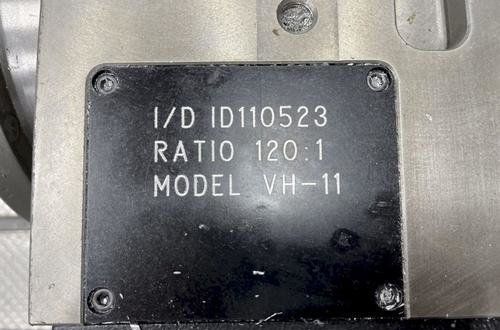 I/D ID110523
RATIO 120:1
MODEL VH-11